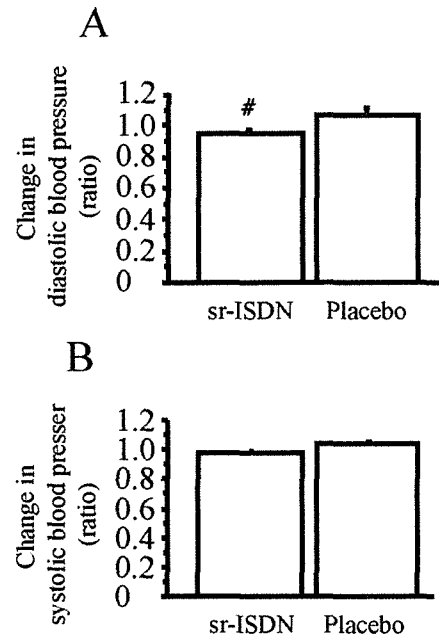 A
Change in
diastolic blood pressure
(ratio)
1.2
1.0
0.8
0.6
0.4
0.2
0
#
sr-ISDN Placebo
B
Change in
systolic blood presser
(ratio)
1.2
1.0
0.8
0.6
0.4
0.2
0
sr-ISDN Placebo